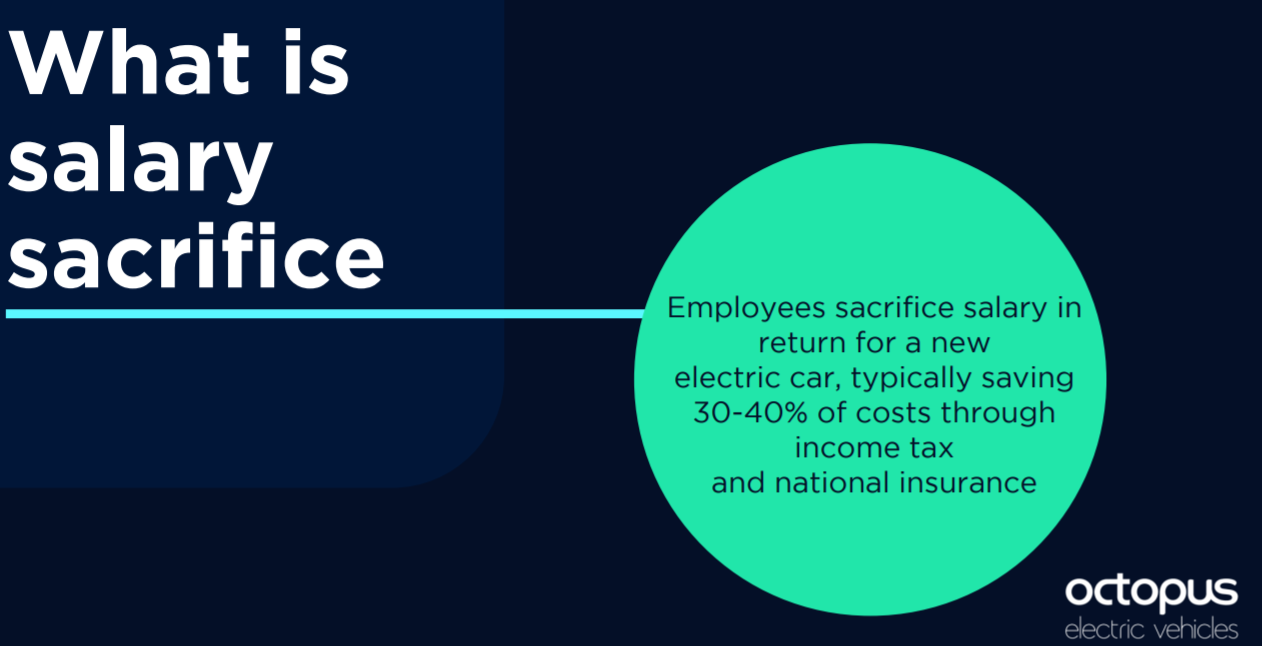 What is
salary
sacrifice
Employees sacrifice salary in
return for a new
electric car, typically saving
30-40% of costs through
income tax
and national insurance
octopus
electric vehicles